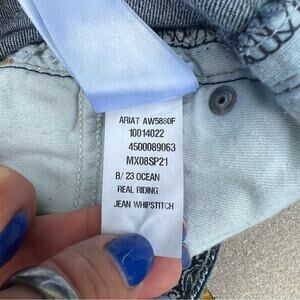 ARIAT AW5880F
10014022
4500089063
MX08SP21
B/ 23 OCEAN
REAL RIDING
JEAN WHIPSTITCH